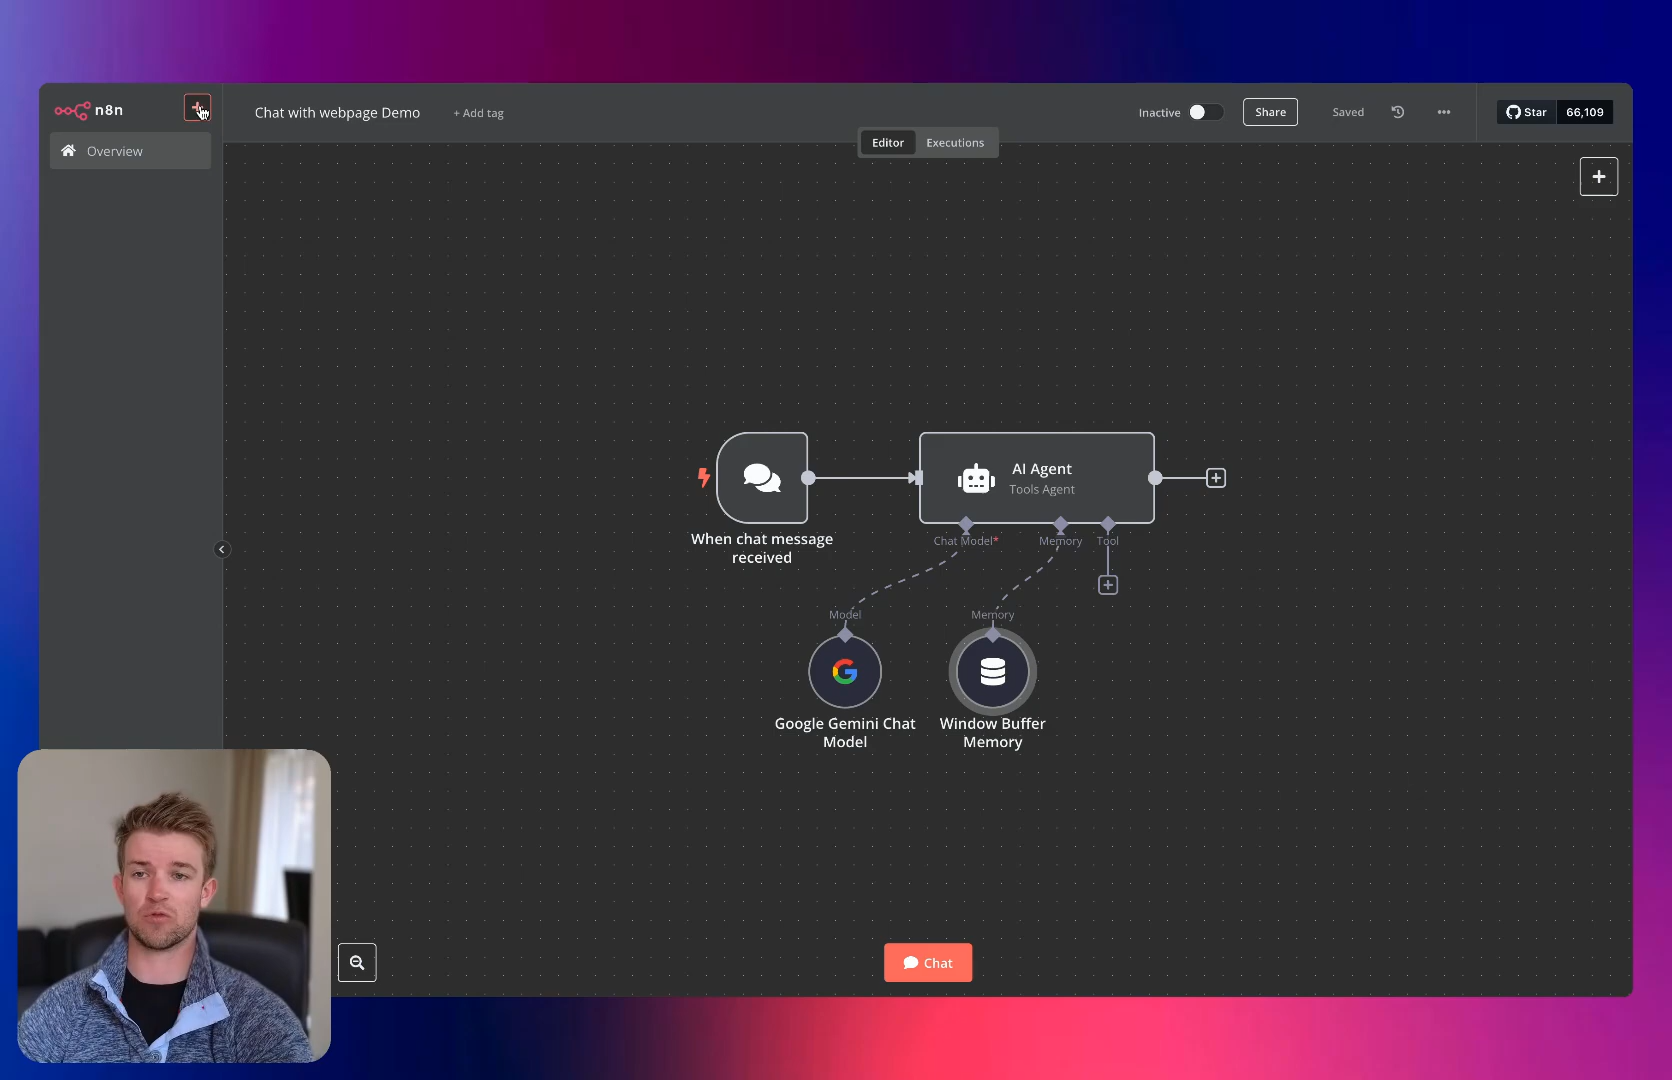 n8n
Overview
Chat with webpage Demo
+ Add tag
Inactive
Share
Saved
Star
66,109
Editor
Executions
AI Agent
Tools Agent
When chat message
received
Chat Model*
Memory
Tool
Model
Memory
Google Gemini Chat
Model
Window Buffer
Memory
Chat